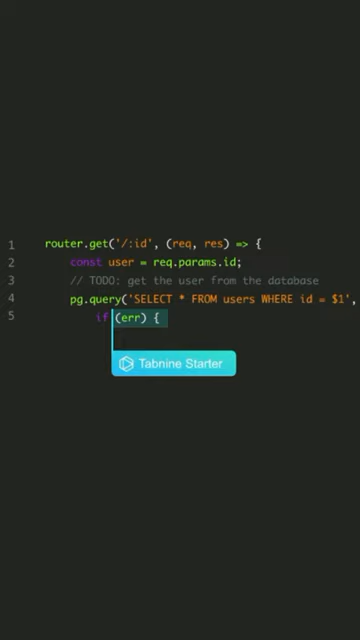 1 router.get('/:id', (req, res) => {
2 const user = req.params.id;
3 // TODO: get the user from the database
4 pg.query('SELECT * FROM users WHERE id = $1',
5 if (err) {
Tabnine Starter